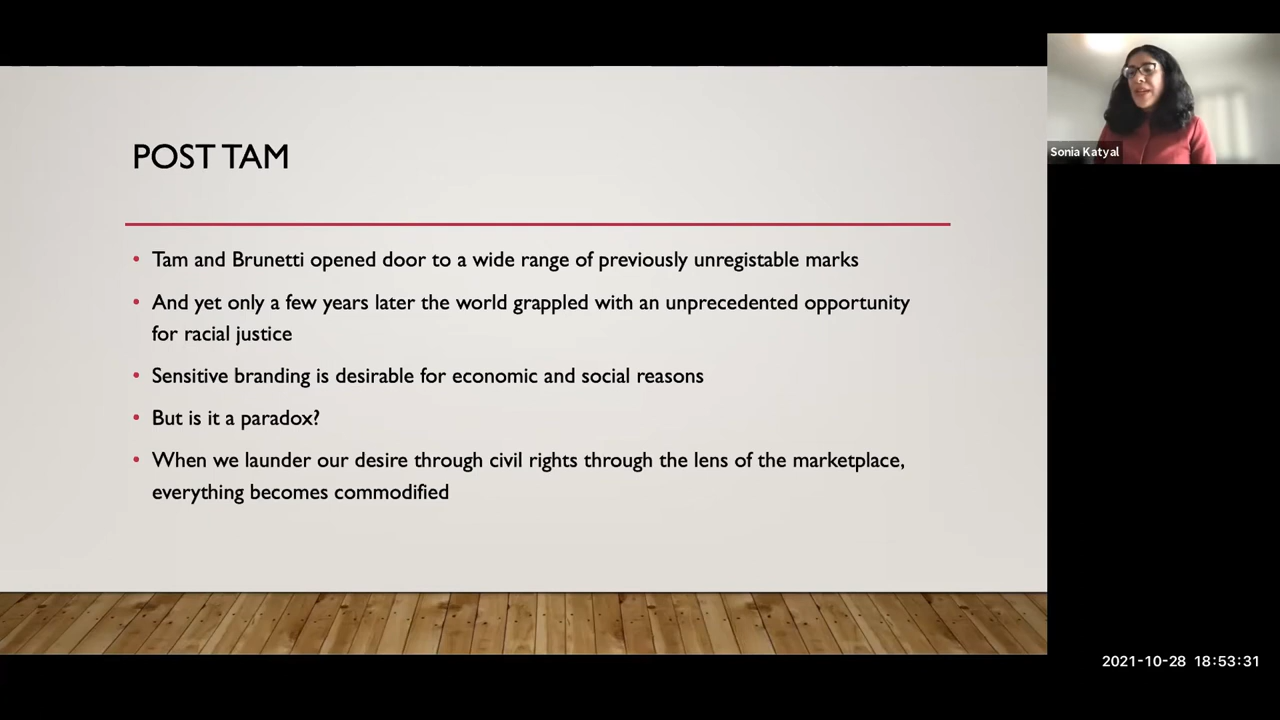 POST TAM
• Tam and Brunetti opened door to a wide range of previously unregistable marks
• And yet only a few years later the world grappled with an unprecedented opportunity
for racial justice
• Sensitive branding is desirable for economic and social reasons
• But is it a paradox?
• When we launder our desire through civil rights through the lens of the marketplace,
everything becomes commodified
Sonia Katyal
2021-10-28 18:53:31